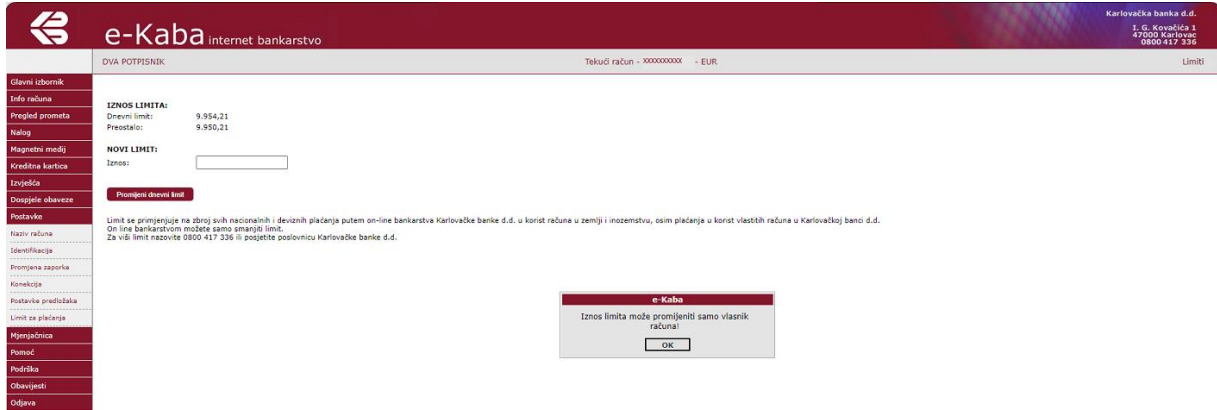 Karlovačka banka d.d.
I. G. Kovačića 1
47000 Karlovac
0800 417 336
e-Kaba internet bankarstvo
DVA POTPISNIK
Tekući račun - XXXXXXXXXX - EUR
Limiti
Glavni izbornik
Info računa
Pregled prometa
Nalog
Magnetni medij
Kreditna kartica
Izvješća
Dospjele obaveze
Postavke
Naziv računa
Identifikacija
Promjena zaporke
Konekcija
Postavke predložaka
Limit za plaćanja
Mjenjačnica
Pomoć
Podrška
Obavijesti
Odjava
IZNOS LIMITA:
Dnevni limit: 9.954,21
Preostalo: 9.950,21
NOVI LIMIT:
Iznos:
Promijeni dnevni limit
Limit se primjenjuje na zbroj svih nacionalnih i deviznih plaćanja putem on-line bankarstva Karlovačke banke d.d. u korist računa u zemlji i inozemstvu, osim plaćanja u korist vlastitih računa u Karlovačkoj banci d.d.
On line bankarstvom možete samo smanjiti limit.
Za viši limit nazovite 0800 417 336 ili posjetite poslovnicu Karlovačke banke d.d.
e-Kaba
Iznos limita može promijeniti samo vlasnik
računa!
OK